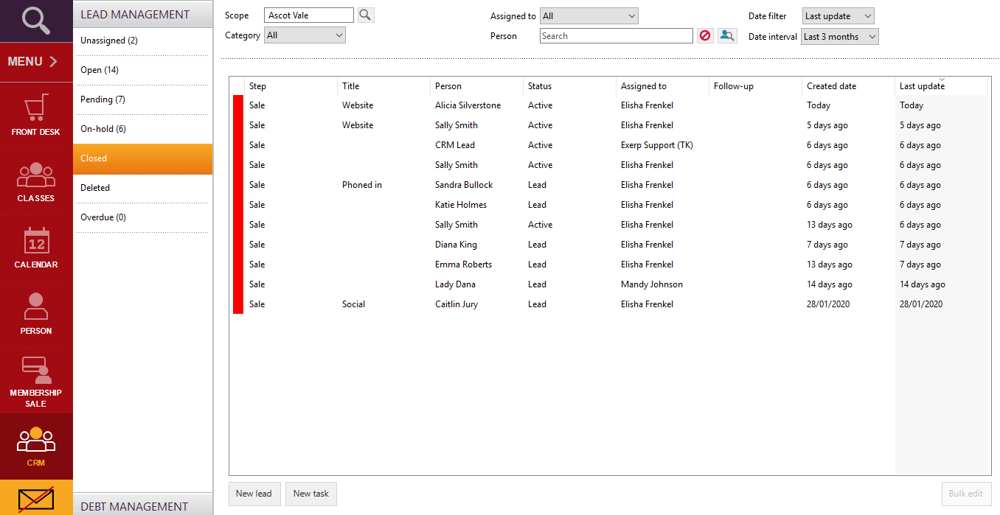 MENU
FRONT DESK
CLASSES
12
CALENDAR
PERSON
MEMBERSHIP
SALE
CRM
LEAD MANAGEMENT
Unassigned (2)
Open (14)
Pending (7)
On-hold (6)
Closed
Deleted
Overdue (0)
DEBT MANAGEMENT
Scope Ascot Vale Assigned to All Date filter Last update
Category All Person Search Date interval Last 3 months
Step Title Person Status Assigned to Follow-up Created date Last update
Sale Website Alicia Silverstone Active Elisha Frenkel Today Today
Sale Website Sally Smith Active Elisha Frenkel 5 days ago 5 days ago
Sale CRM Lead Active Exerp Support (TK) 6 days ago 6 days ago
Sale Sally Smith Active Elisha Frenkel 6 days ago 6 days ago
Sale Phoned in Sandra Bullock Lead Elisha Frenkel 6 days ago 6 days ago
Sale Katie Holmes Lead Elisha Frenkel 6 days ago 6 days ago
Sale Sally Smith Active Elisha Frenkel 13 days ago 6 days ago
Sale Diana King Lead Elisha Frenkel 7 days ago 7 days ago
Sale Emma Roberts Lead Elisha Frenkel 13 days ago 7 days ago
Sale Lady Dana Lead Mandy Johnson 14 days ago 14 days ago
Sale Social Caitlin Jury Lead Elisha Frenkel 28/01/2020 28/01/2020
New lead New task Bulk edit